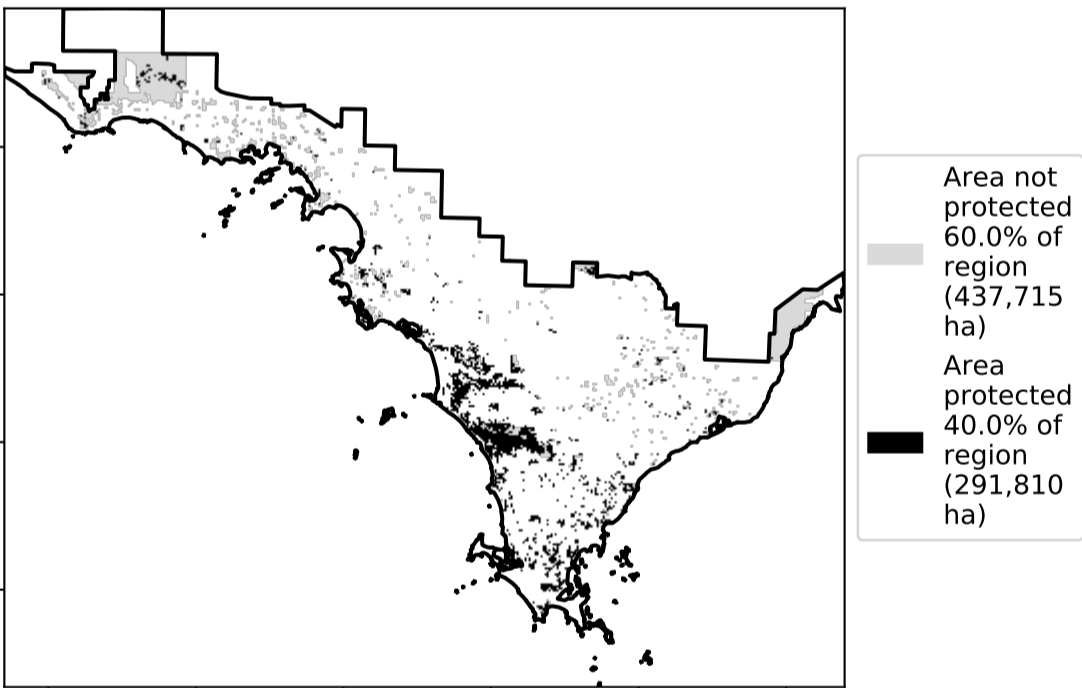 Area not
protected
60.0% of
region
(437,715
ha)
Area
protected
40.0% of
region
(291,810
ha)